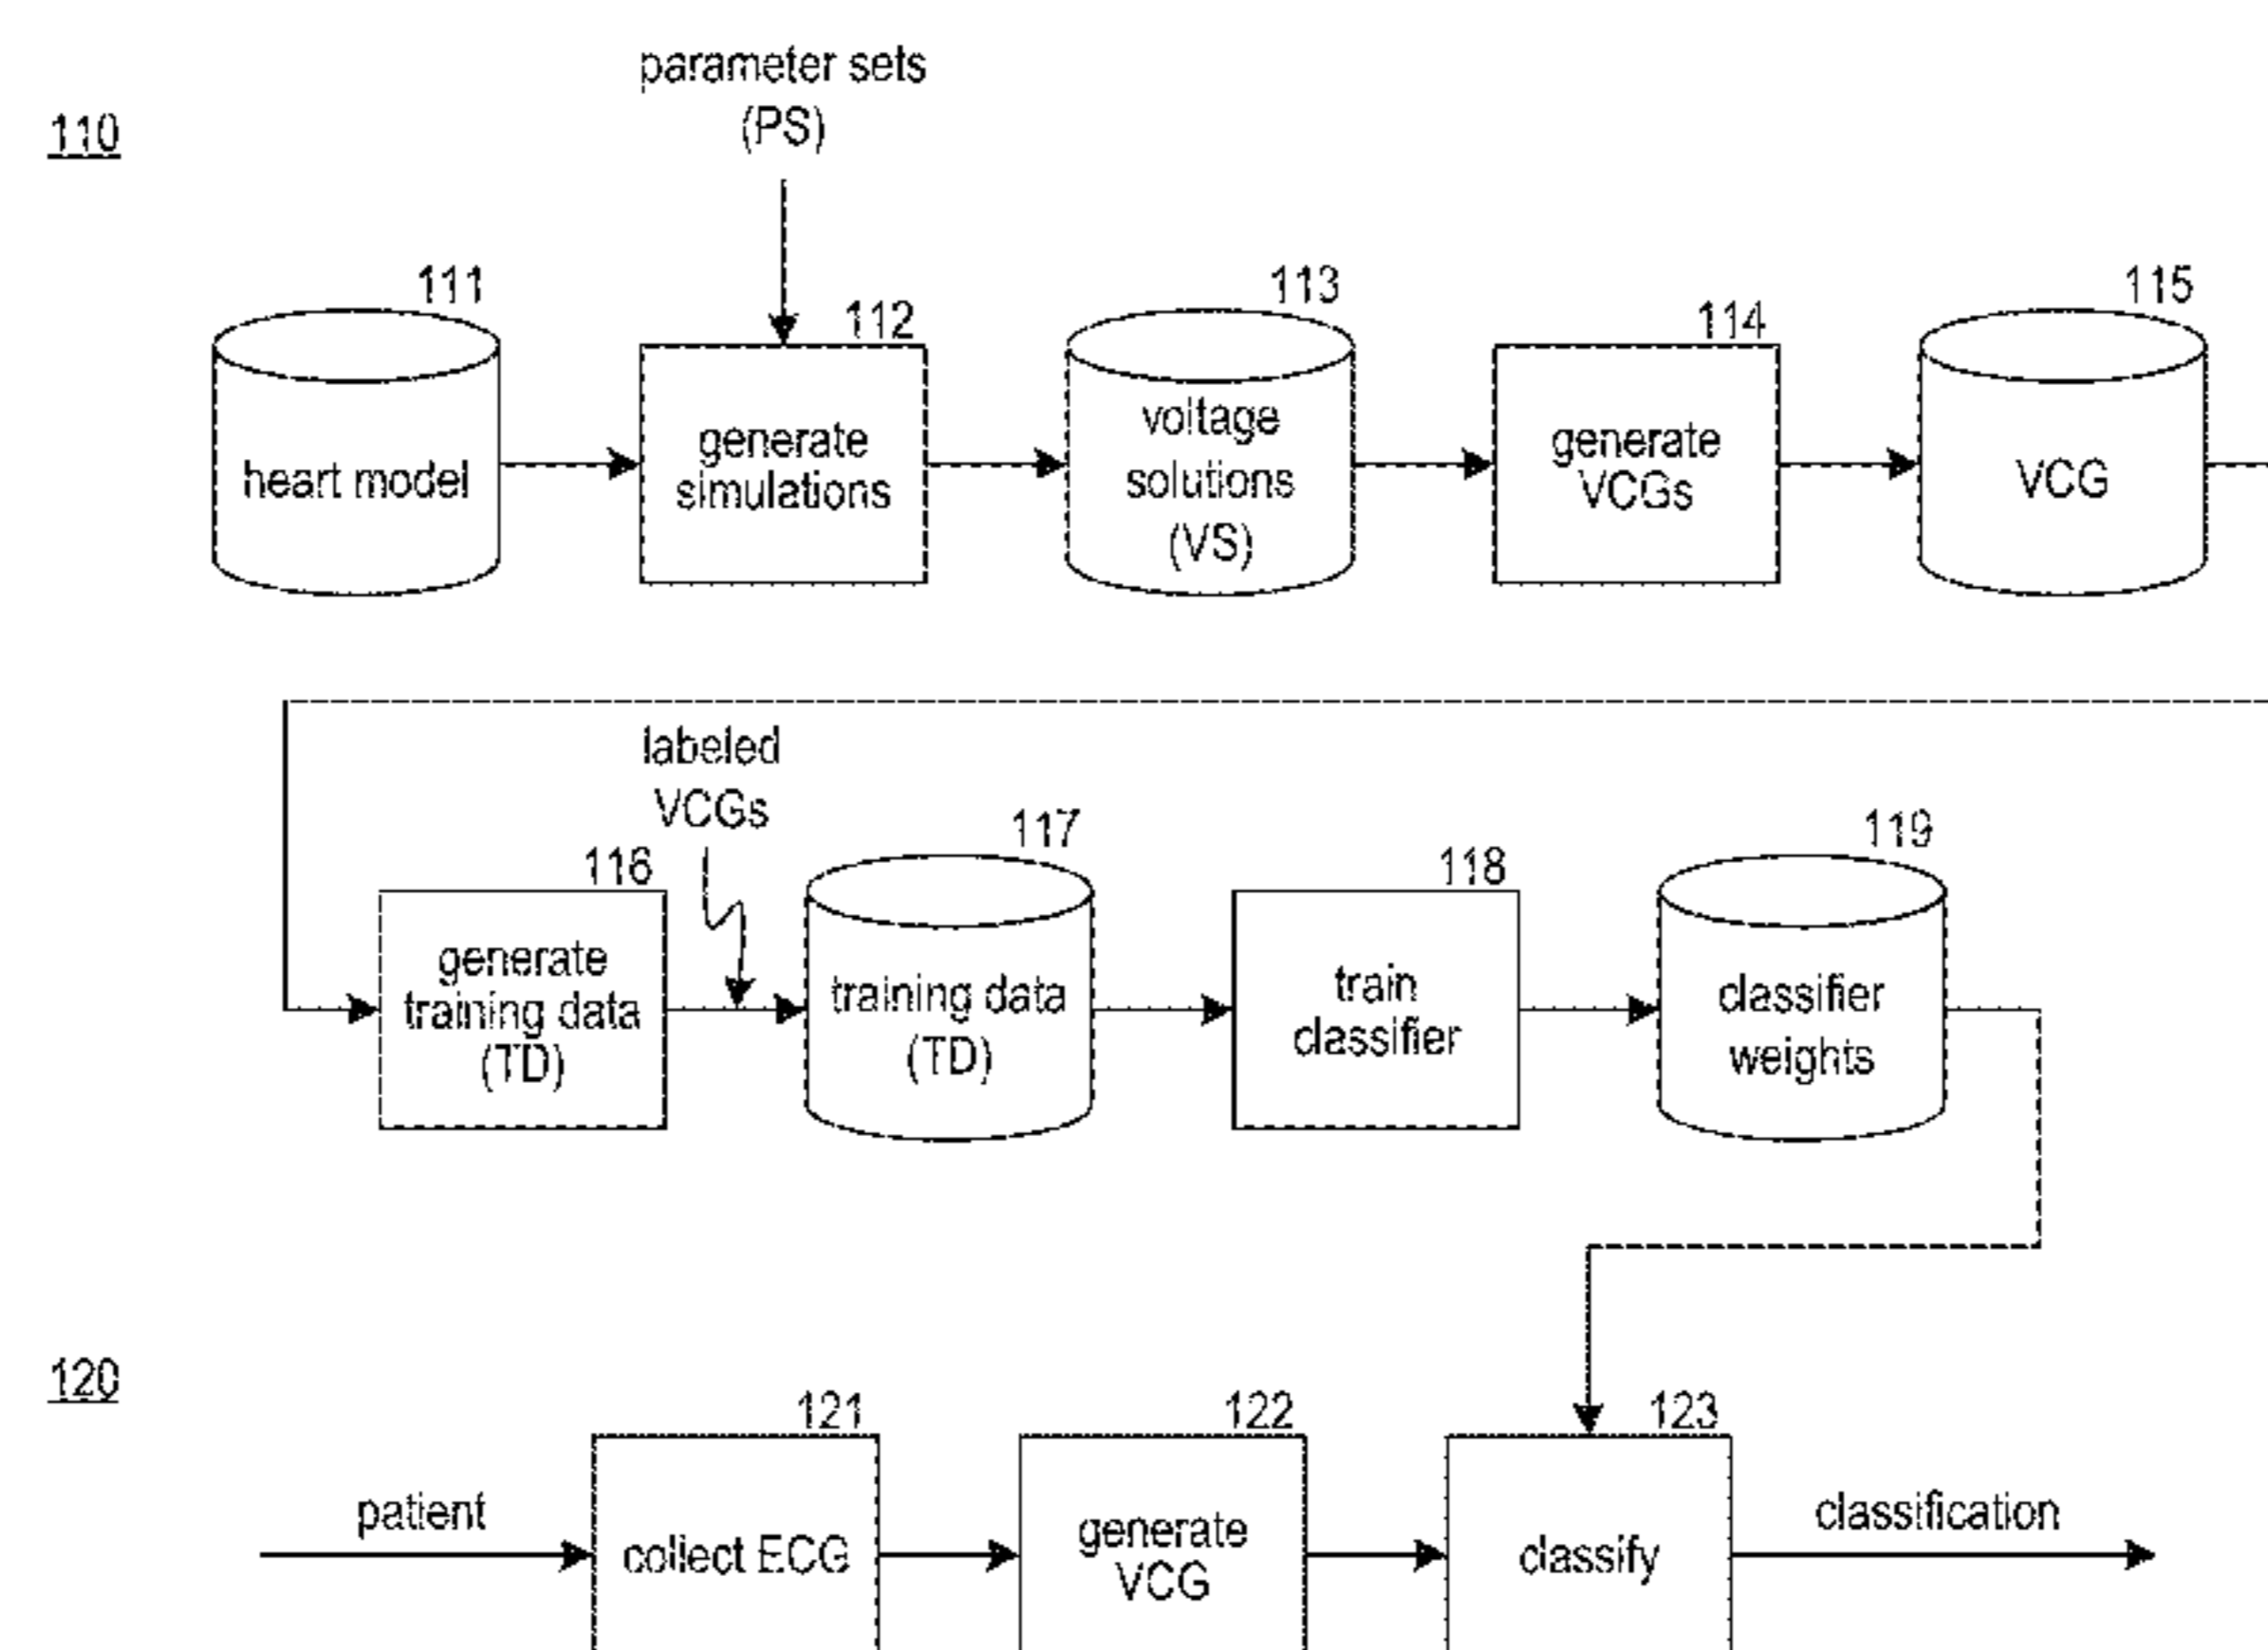 parameter sets
(PS)
110
111
112
113
114
115
heart model
generate
simulations
voltage
solutions
(VS)
generate
VCGs
VCG
labeled
VCGs
116
117
118
119
generate
training data
(TD)
training data
(TD)
train
classifier
classifier
weights
120
121
122
123
patient
collect ECG
generate
VCG
classify
classification